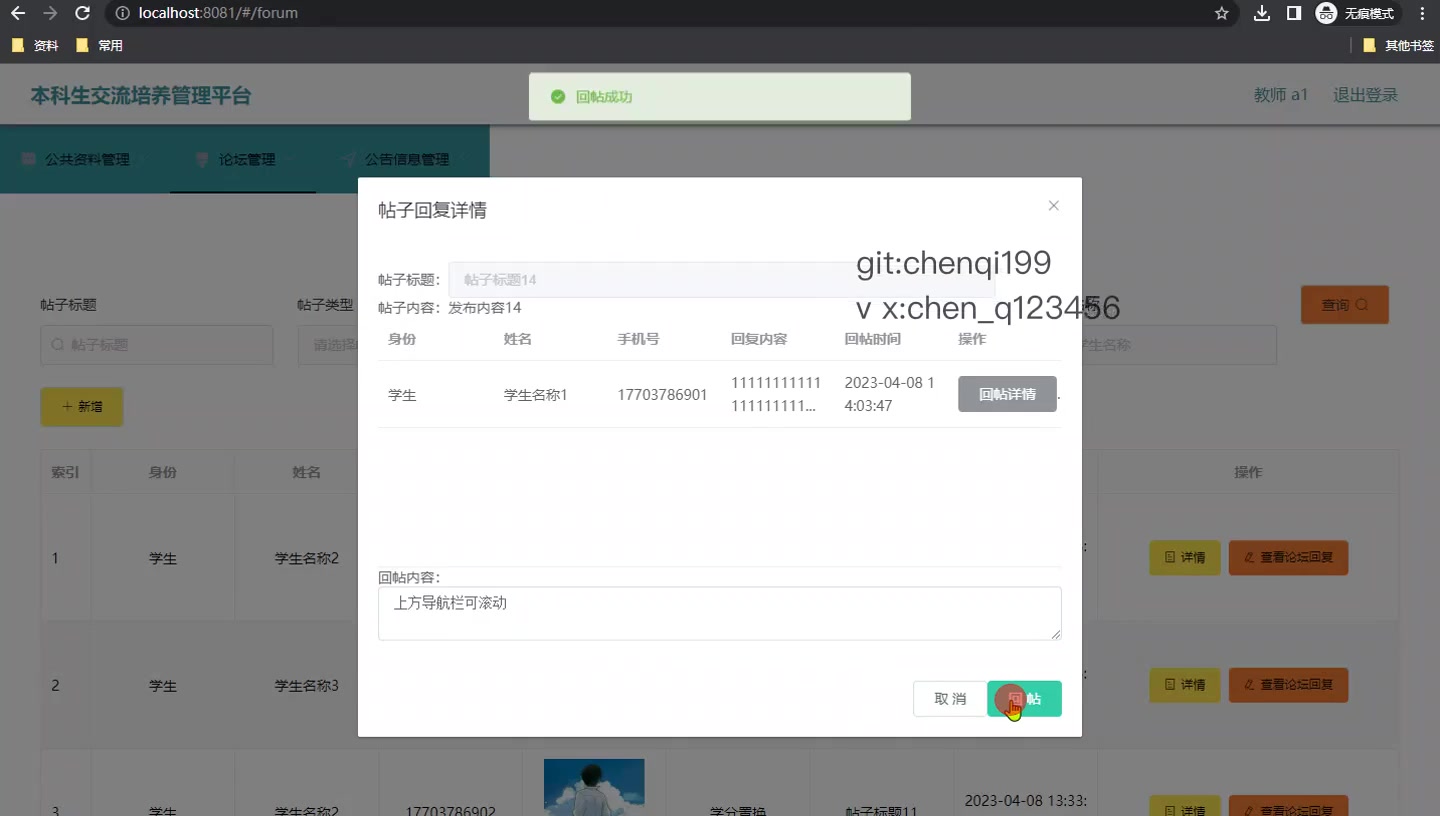 localhost:8081/#/forum
无痕模式
资料 常用 其他书签
本科生交流培养管理平台
回帖成功
教师 a1 退出登录
公共资料管理 论坛管理 公告信息管理
帖子回复详情
git:chenqi199
帖子标题: 帖子标题14
v x:chen_q123456
帖子内容: 发布内容14
帖子标题 帖子类型
查询
帖子标题
学生名称
身份 姓名 手机号 回复内容 回帖时间 操作
学生 学生名称1 17703786901 11111111111 2023-04-08 1 回帖详情
111111111... 4:03:47
新增
索引 身份 姓名 操作
1 学生 学生名称2 详情 查看论坛回复
回帖内容:
上方导航栏可滚动
2 学生 学生名称3 详情 查看论坛回复
取 消 回 帖
3 学生 学生名称2 17703786902 学分置换 帖子标题11 2023-04-08 13:33: 详情 查看论坛回复